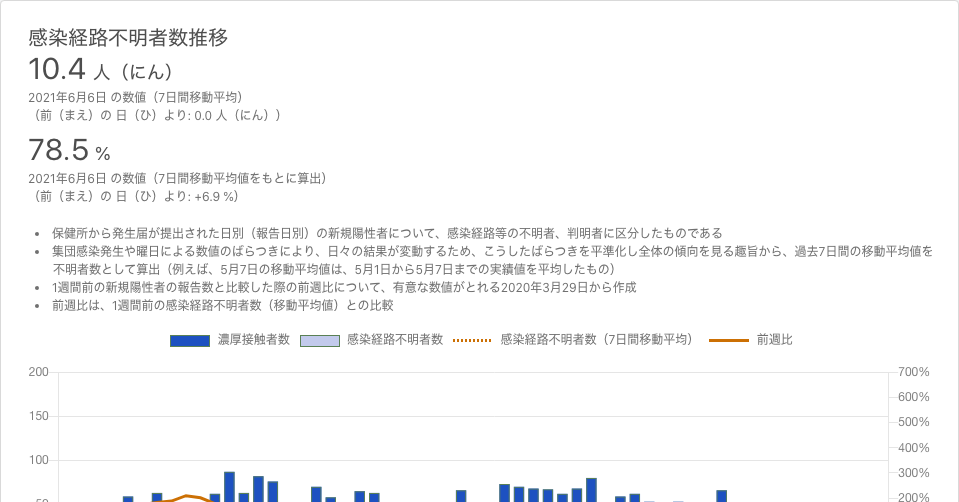 感染経路不明者数推移
10.4 人（にん）
2021年6月6日 の数値（7日間移動平均）
（前（まえ）の 日（ひ）より: 0.0 人（にん））
78.5 %
2021年6月6日 の数値（7日間移動平均値をもとに算出）
（前（まえ）の 日（ひ）より: +6.9 %）
• 保健所から発生届が提出された日別（報告日別）の新規陽性者について、感染経路等の不明者、判明者に区分したものである
• 集団感染発生や曜日による数値のばらつきにより、日々の結果が変動するため、こうしたばらつきを平準化し全体の傾向を見る趣旨から、過去7日間の移動平均値を
不明者数として算出（例えば、5月7日の移動平均値は、5月1日から5月7日までの実績値を平均したもの）
• 1週間前の新規陽性者の報告数と比較した際の前週比について、有意な数値がとれる2020年3月29日から作成
• 前週比は、1週間前の感染経路不明者数（移動平均値）との比較
濃厚接触者数 感染経路不明者数 感染経路不明者数（7日間移動平均） 前週比
200 700%
600%
150
500%
400%
100
300%
50 200%